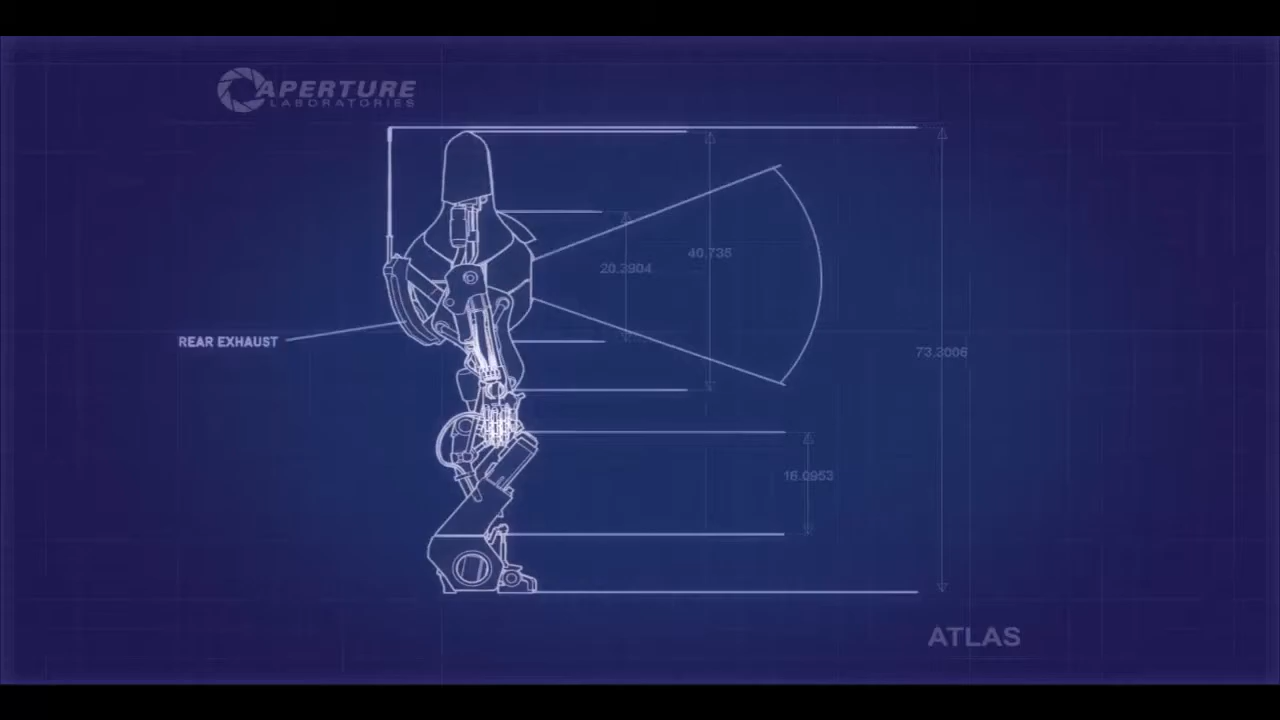 APERTURE
LABORATORIES
40.735
20.3904
REAR EXHAUST
73.3006
16.0953
ATLAS